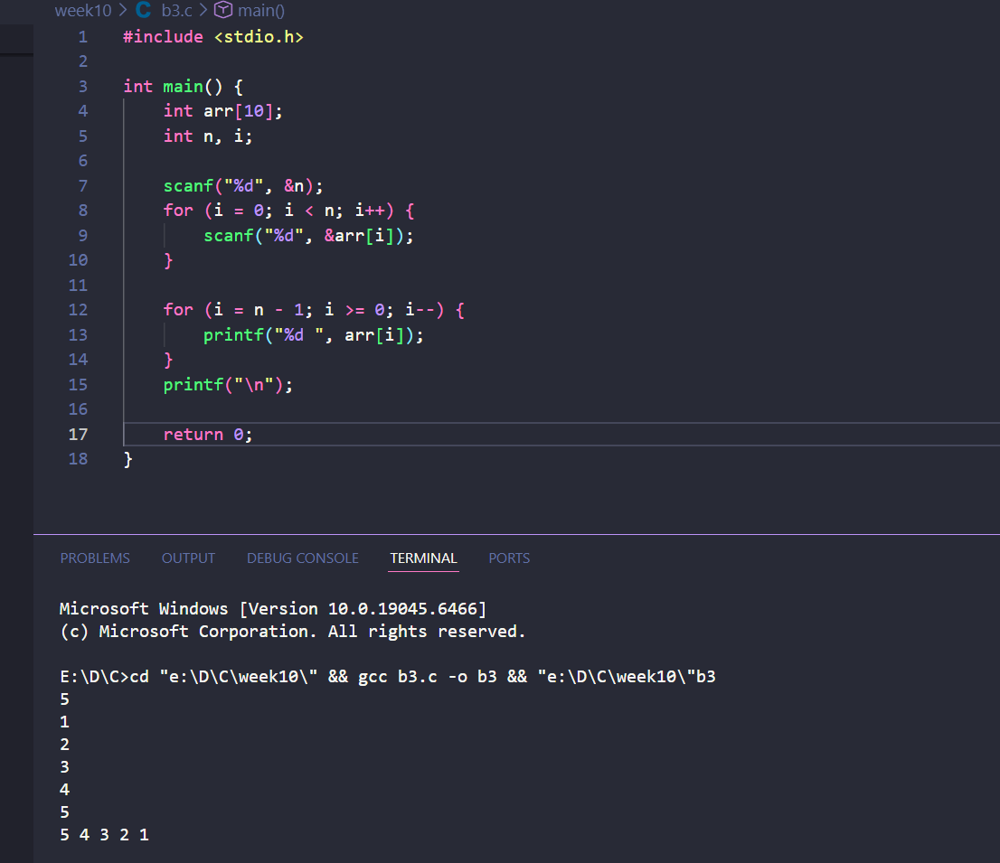 week10 > C b3.c > main()
1 #include <stdio.h>
2
3 int main() {
4     int arr[10];
5     int n, i;
6
7     scanf("%d", &n);
8     for (i = 0; i < n; i++) {
9         scanf("%d", &arr[i]);
10     }
11
12     for (i = n - 1; i >= 0; i--) {
13         printf("%d ", arr[i]);
14     }
15     printf("\n");
16
17     return 0;
18 }
PROBLEMS OUTPUT DEBUG CONSOLE TERMINAL PORTS
Microsoft Windows [Version 10.0.19045.6466]
(c) Microsoft Corporation. All rights reserved.
E:\D\C>cd "e:\D\C\week10\" && gcc b3.c -o b3 && "e:\D\C\week10\"b3
5
1
2
3
4
5
5 4 3 2 1